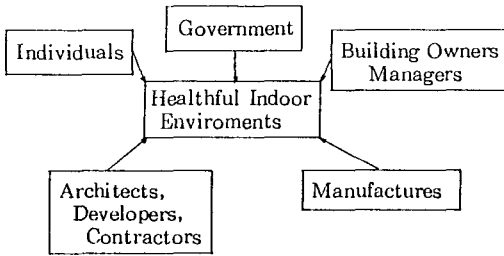 Government
Individuals
Building Owners
Managers
Healthful Indoor
Enviroments
Architects,
Developers,
Contractors
Manufactures